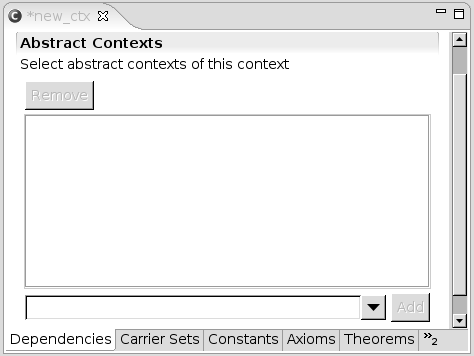 *new_ctx
Abstract Contexts
Select abstract contexts of this context
Remove
Add
Dependencies Carrier Sets Constants Axioms Theorems »2